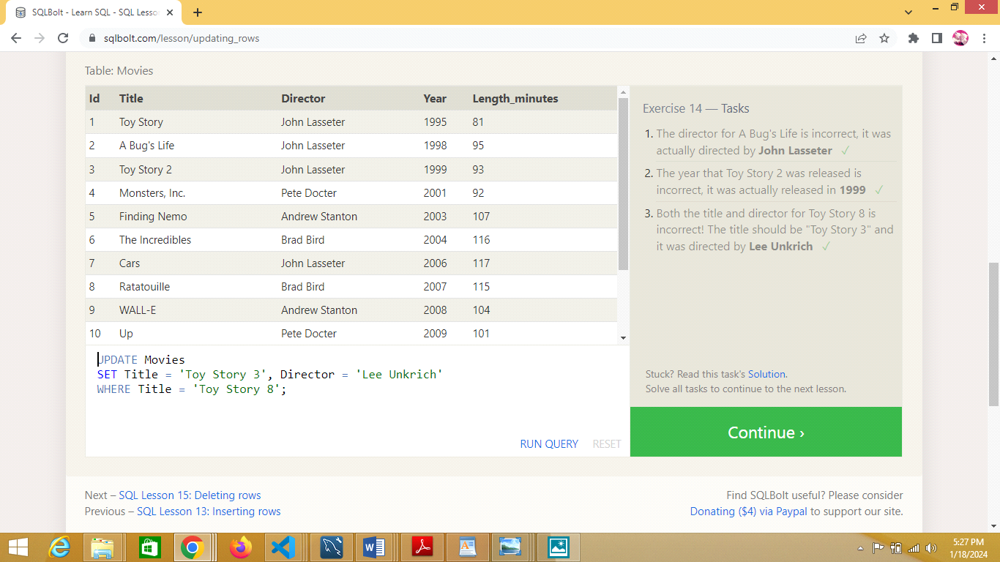 SQLBolt - Learn SQL - SQL Lesson
sqlbolt.com/lesson/updating_rows
Table: Movies
Id Title Director Year Length_minutes
1 Toy Story John Lasseter 1995 81
2 A Bug's Life John Lasseter 1998 95
3 Toy Story 2 John Lasseter 1999 93
4 Monsters, Inc. Pete Docter 2001 92
5 Finding Nemo Andrew Stanton 2003 107
6 The Incredibles Brad Bird 2004 116
7 Cars John Lasseter 2006 117
8 Ratatouille Brad Bird 2007 115
9 WALL-E Andrew Stanton 2008 104
10 Up Pete Docter 2009 101
UPDATE Movies
SET Title = 'Toy Story 3', Director = 'Lee Unkrich'
WHERE Title = 'Toy Story 8';
RUN QUERY RESET
Exercise 14 — Tasks
1. The director for A Bug's Life is incorrect, it was
actually directed by John Lasseter ✓
2. The year that Toy Story 2 was released is
incorrect, it was actually released in 1999 ✓
3. Both the title and director for Toy Story 8 is
incorrect! The title should be "Toy Story 3" and
it was directed by Lee Unkrich ✓
Stuck? Read this task's Solution.
Solve all tasks to continue to the next lesson.
Continue ›
Next – SQL Lesson 15: Deleting rows
Previous – SQL Lesson 13: Inserting rows
Find SQLBolt useful? Please consider
Donating ($4) via Paypal to support our site.
5:27 PM
1/18/2024